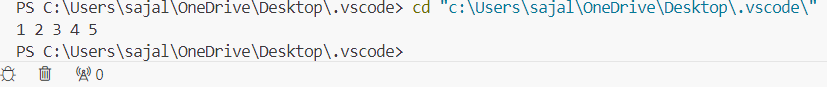 PS C:\Users\sajal\OneDrive\Desktop\.vscode> cd "c:\Users\sajal\OneDrive\Desktop\.vscode\"
1 2 3 4 5
PS C:\Users\sajal\OneDrive\Desktop\.vscode>
0